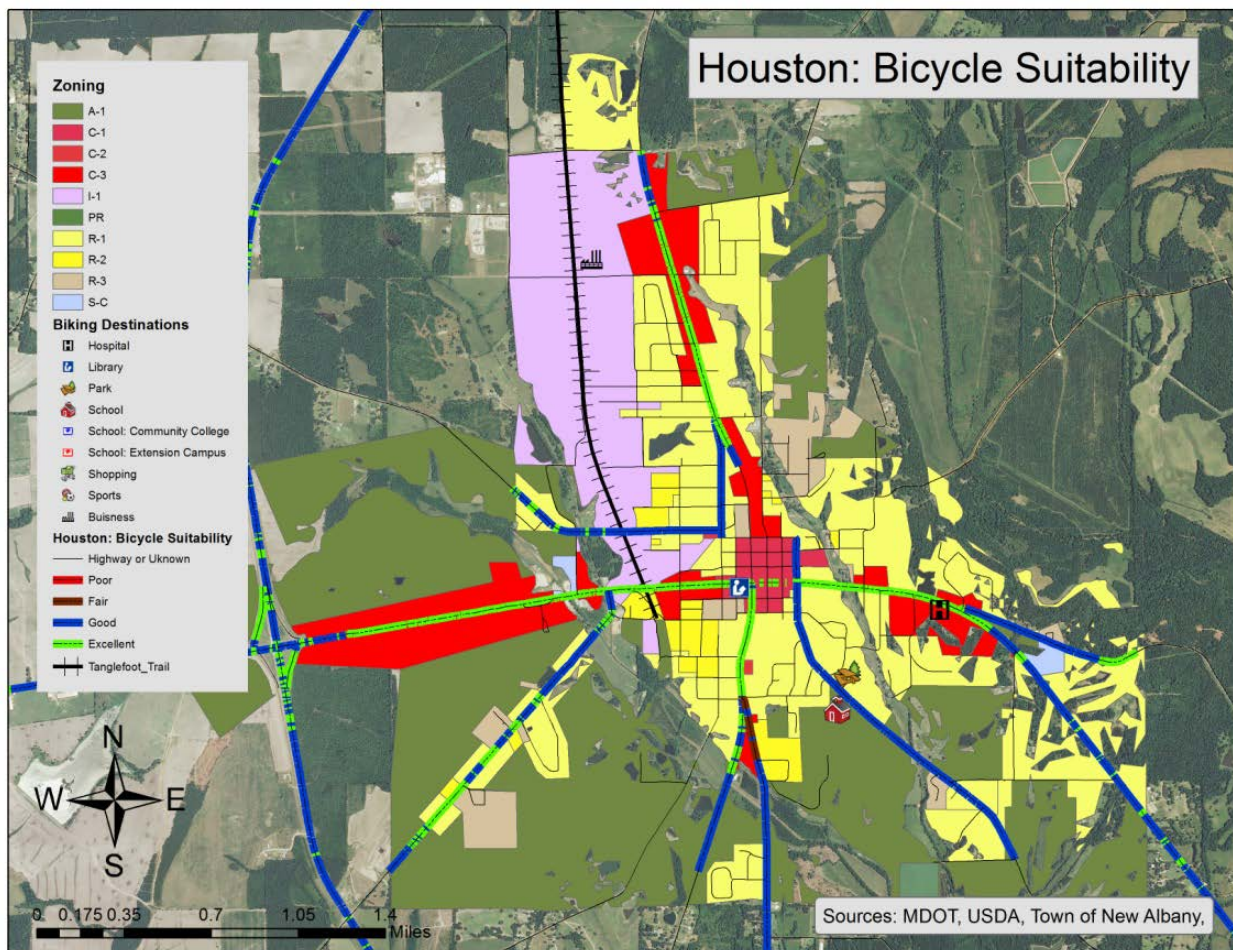 Houston: Bicycle Suitability
Zoning
A-1
C-1
C-2
C-3
I-1
PR
R-1
R-2
R-3
S-C
Biking Destinations
H Hospital
Library
Park
School
School: Community College
School: Extension Campus
Shopping
Sports
Buisness
Houston: Bicycle Suitability
Highway or Uknown
Poor
Fair
Good
Excellent
Tanglefoot_Trail
H
N
W E
S
0 0.175 0.35 0.7 1.05 1.4
Miles
Sources: MDOT, USDA, Town of New Albany,